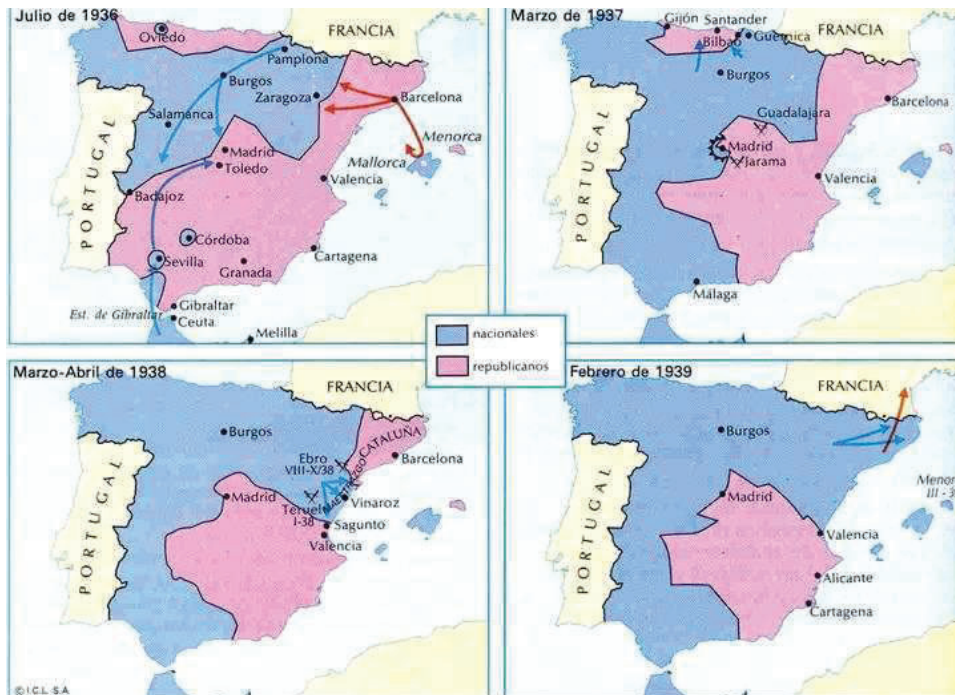 Julio de 1936
FRANCIA
Oviedo
Pamplona
Burgos
Zaragoza
Barcelona
Salamanca
Menorca
Mallorca
Madrid
Toledo
Valencia
Badajoz
PORTUGAL
Córdoba
Sevilla
Granada
Cartagena
Gibraltar
Est. de Gibraltar
Ceuta
Melilla
Marzo de 1937
Gijón
Santander
FRANCIA
Bilbao
Guernica
Burgos
Barcelona
Guadalajara
Madrid
Jarama
Valencia
PORTUGAL
Málaga
nacionales
republicanos
Marzo-Abril de 1938
FRANCIA
Burgos
CATALUÑA
Ebro
VIII-X/38
Barcelona
MAESTRAZGO
Madrid
Vinaroz
Teruel
I-38
Sagunto
Valencia
PORTUGAL
© I.C.L. S.A
Febrero de 1939
FRANCIA
Burgos
Menor
III - 3
Madrid
Valencia
PORTUGAL
Alicante
Cartagena